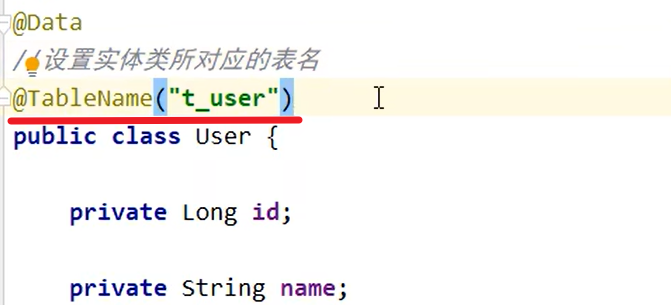 @Data
//设置实体类所对应的表名
@TableName("t_user")
public class User {
private Long id;
private String name;